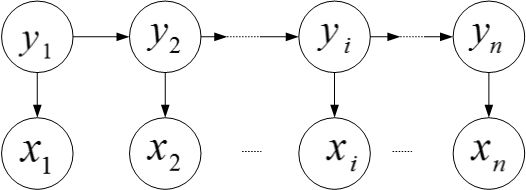 y₁ y₂ yᵢ yₙ
x₁ x₂ xᵢ xₙ